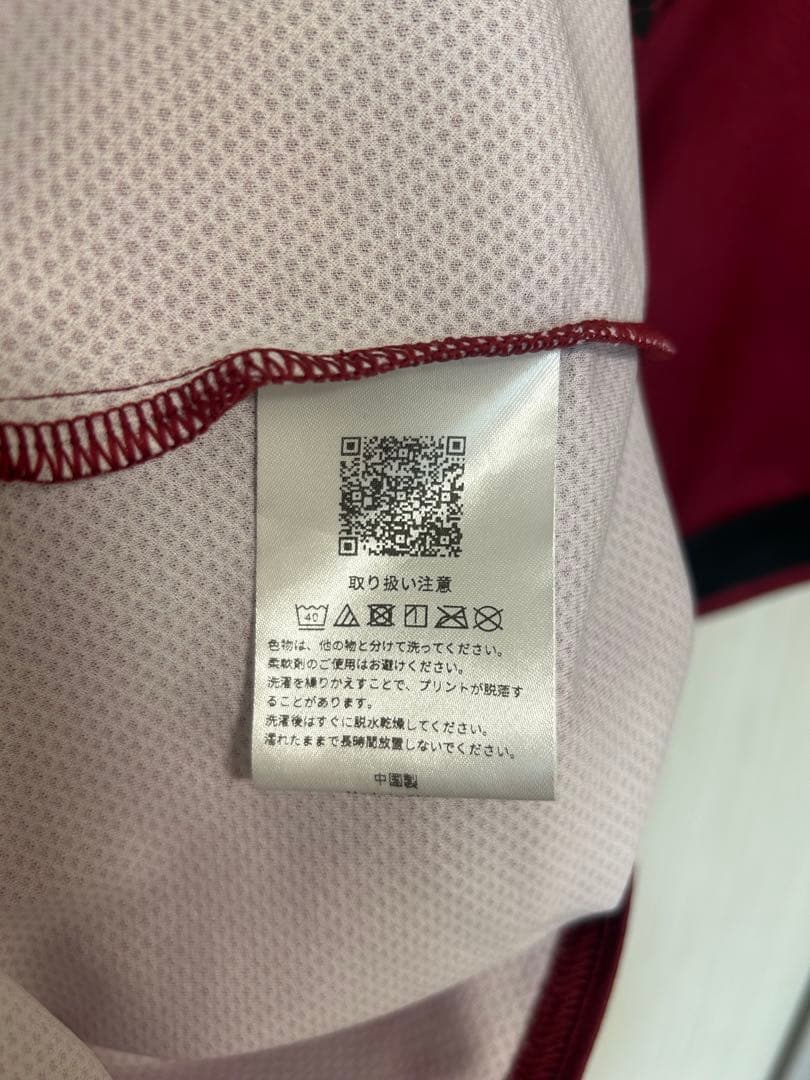 取り扱い注意
40
色物は、他の物と分けて洗ってください。
柔軟剤のご使用はお避けください。
洗濯を繰りかえすことで、プリントが脱落す
ることがあります。
洗濯後はすぐに脱水乾燥してください。
濡れたままで長時間放置しないでください。
中国製